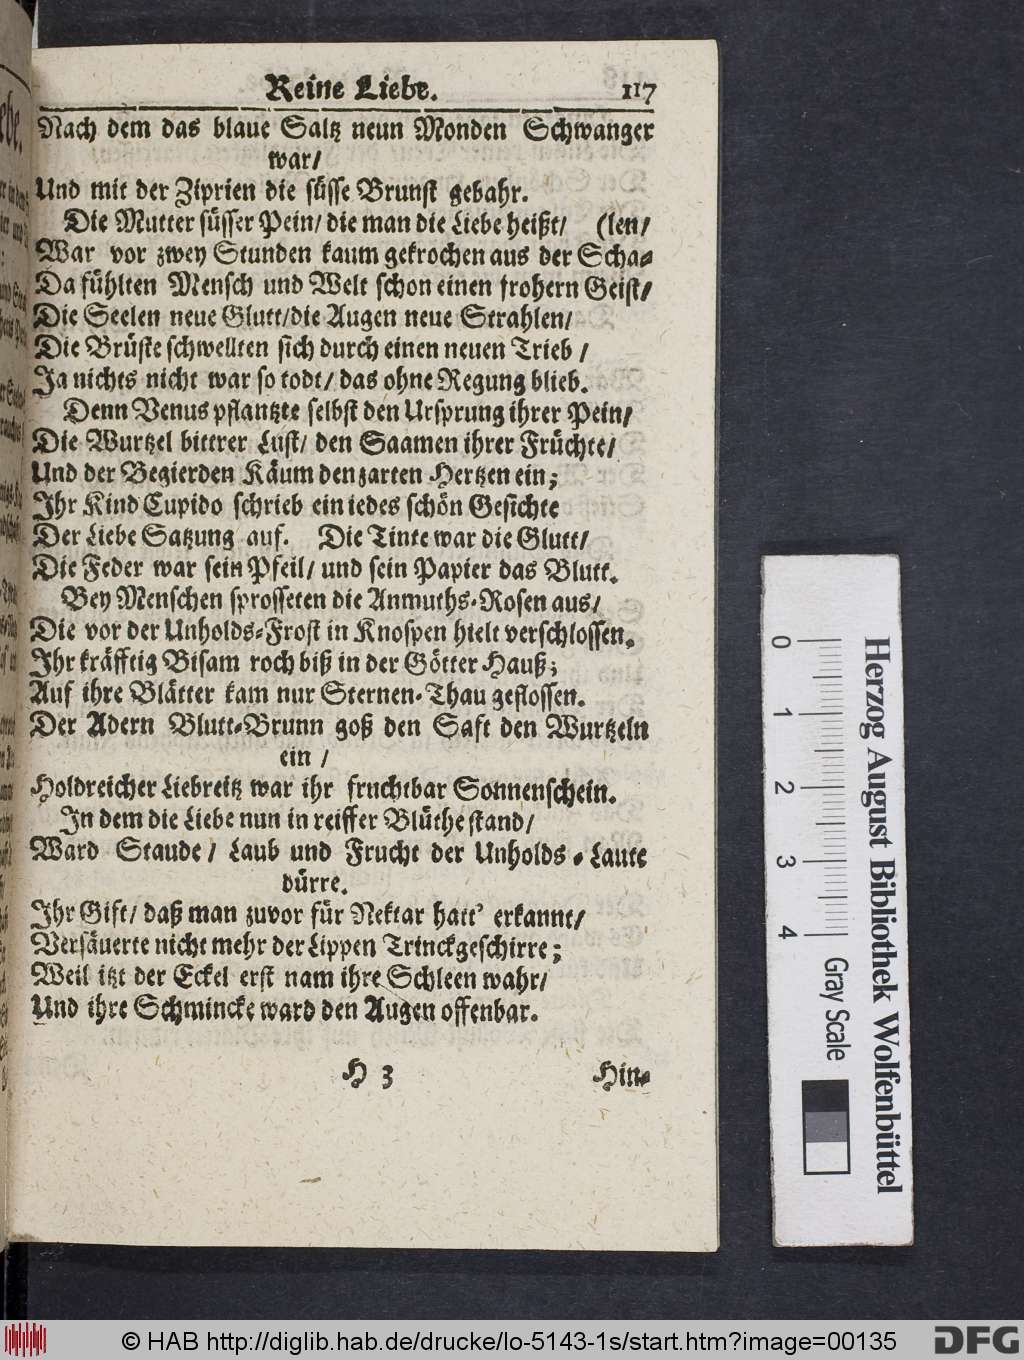 Reine Liebe. 117
Nach dem das blaue Saltz neun Monden Schwanger
war/
Und mit der Ziprien die süsse Brunst gebahr.
Die Mutter süsser Pein/ die man die Liebe heißt/ (len/
War vor zwey Stunden kaum gekrochen aus der Scha-
Da fühlten Mensch und Welt schon einen frohern Geist/
Die Seelen neue Glutt/die Augen neue Strahlen/
Die Brüste schwellten sich durch einen neuen Trieb /
Ja nichts nicht war so todt/ das ohne Regung blieb.
Denn Venus pflantzte selbst den Ursprung ihrer Pein/
Die Wurtzel bittrer Lust/ den Saamen ihrer Früchte/
Und der Begierden Käum den zarten Hertzen ein;
Ihr Kind Cupido schrieb ein iedes schön Gesichte
Der Liebe Satzung auf. Die Tinte war die Glutt/
Die Feder war sein Pfeil/ und sein Papier das Blutt.
Bey Menschen sprosseten die Anmuths-Rosen aus/
Die vor der Unholds-Frost in Knospen hielt verschlossen.
Ihr kräfftig Bisam roch biß in der Götter Hauß;
Auf ihre Blätter kam nur Sternen-Thau geflossen.
Der Adern Blutt-Brunn goß den Saft den Wurtzeln
ein /
Holdreicher Liebreitz war ihr fruchtbar Sonnenschein.
In dem die Liebe nun in reiffer Blüthe stand/
Ward Staude/ Laub und Frucht der Unholds-Laute
dürre.
Ihr Gift/ daß man zuvor für Nektar hatt' erkannt/
Versäuerte nicht mehr der Lippen Trinckgeschirre;
Weil itzt der Eckel erst nam ihre Schleen wahr/
Und ihre Schmincke ward den Augen offenbar.
H 3 Hin-
0 1 2 3 4
Herzog August Bibliothek Wolfenbüttel
Gray Scale
© HAB http://diglib.hab.de/drucke/lo-5143-1s/start.htm?image=00135
DFG